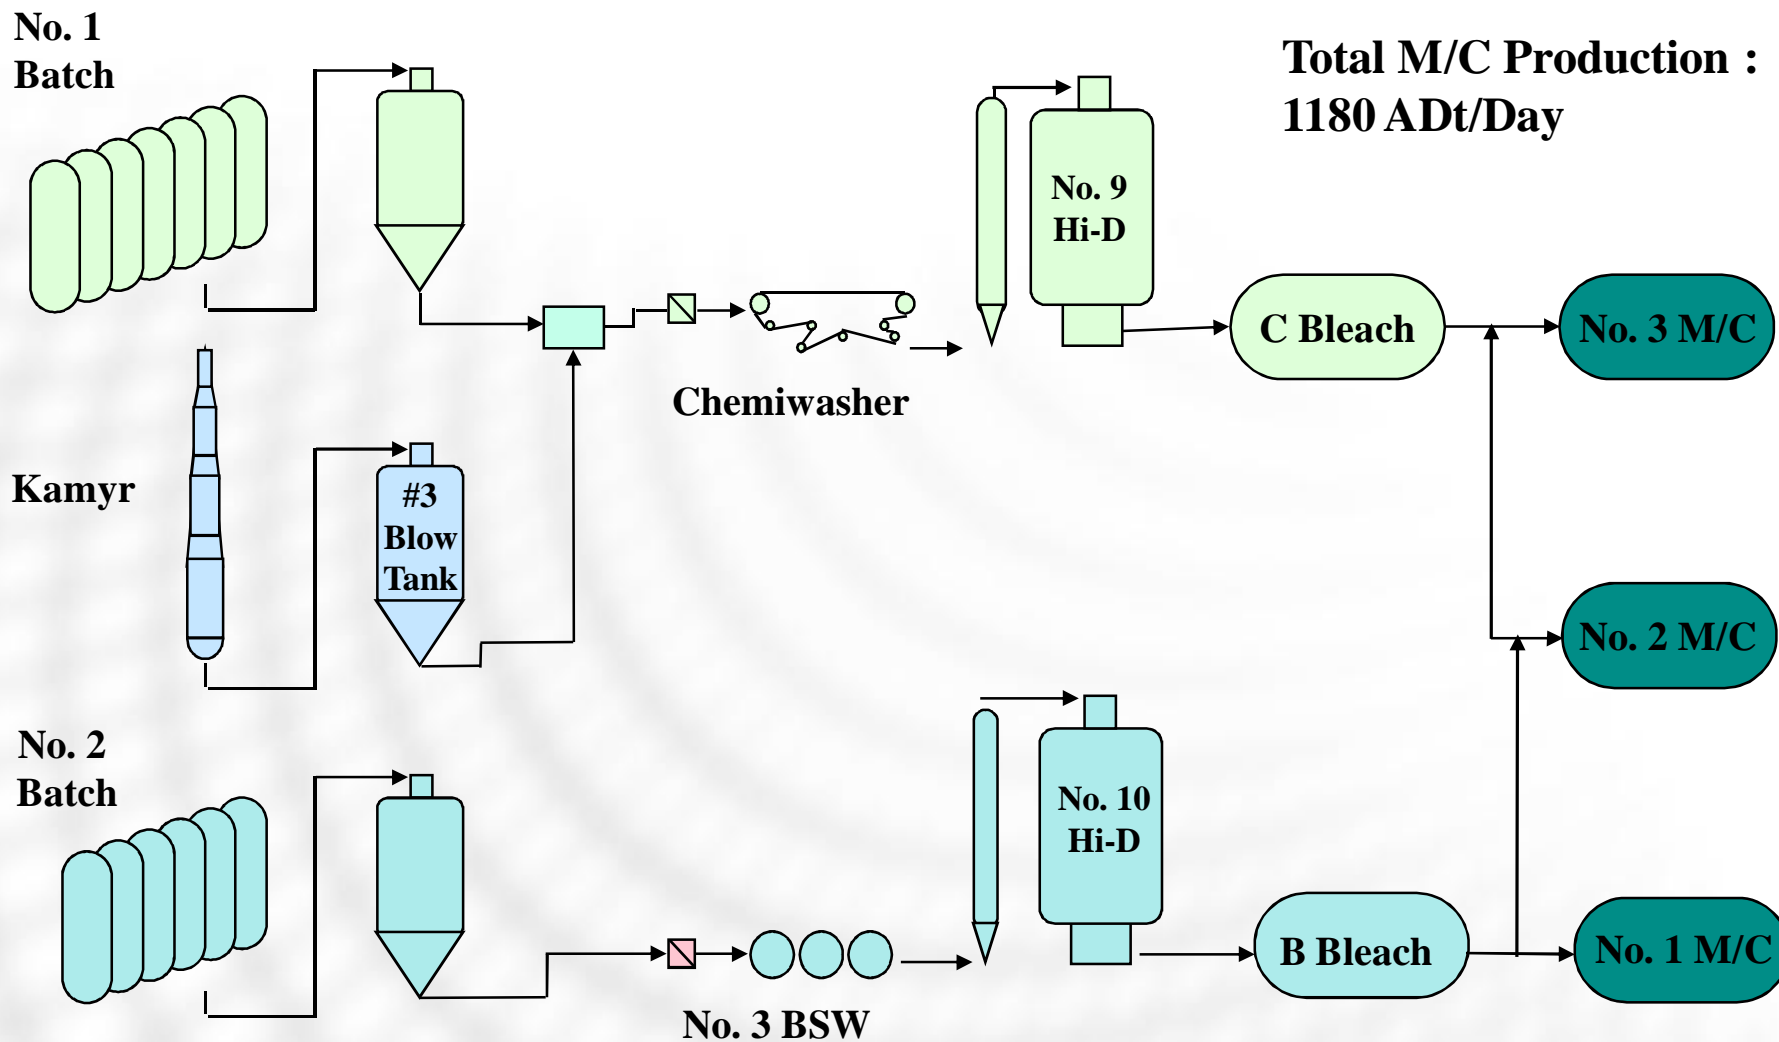 No. 1
Batch
Total M/C Production :
1180 ADt/Day
No. 9
Hi-D
C Bleach
No. 3 M/C
Chemiwasher
Kamyr
#3
Blow
Tank
No. 2 M/C
No. 2
Batch
No. 10
Hi-D
B Bleach
No. 1 M/C
No. 3 BSW